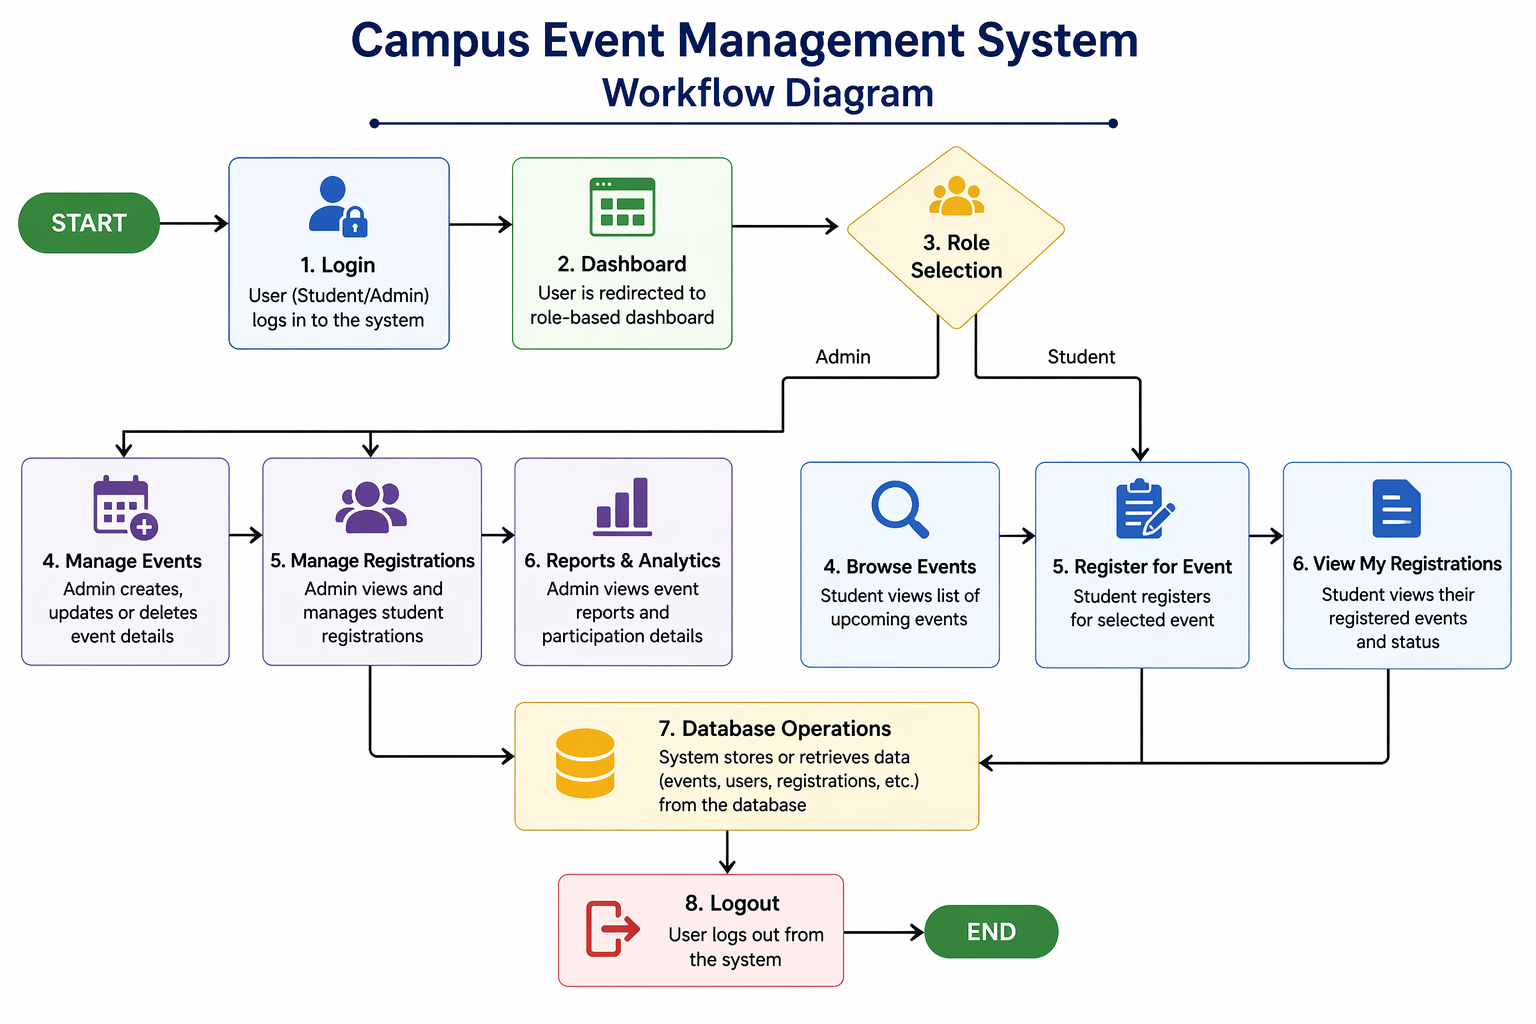 Campus Event Management System
Workflow Diagram
START
1. Login
User (Student/Admin)
logs in to the system
2. Dashboard
User is redirected to
role-based dashboard
3. Role
Selection
Admin
Student
4. Manage Events
Admin creates,
updates or deletes
event details
5. Manage Registrations
Admin views and
manages student
registrations
6. Reports & Analytics
Admin views event
reports and
participation details
4. Browse Events
Student views list of
upcoming events
5. Register for Event
Student registers
for selected event
6. View My Registrations
Student views their
registered events
and status
7. Database Operations
System stores or retrieves data
(events, users, registrations, etc.)
from the database
8. Logout
User logs out from
the system
END